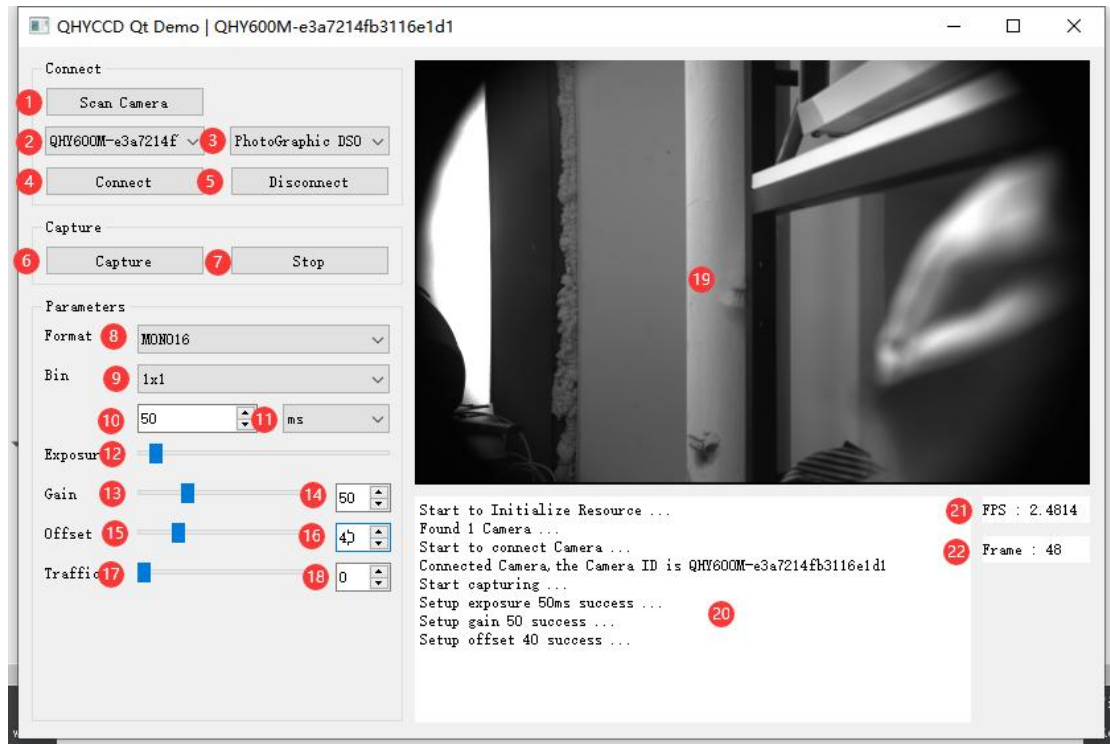 QHYCCD Qt Demo | QHY600M-e3a7214fb3116e1d1
Connect
1 Scan Camera
2 QHY600M-e3a7214f 3 PhotoGraphic DSO
4 Connect 5 Disconnect
Capture
6 Capture 7 Stop
Parameters
Format 8 MONO16
Bin 9 1x1
10 50 11 ms
Exposur 12
Gain 13 14 50
Offset 15 16 40
Traffic 17 18 0
19
Start to Initialize Resource ...
Found 1 Camera ...
Start to connect Camera ...
Connected Camera,the Camera ID is QHY600M-e3a7214fb3116e1d1
Start capturing ...
Setup exposure 50ms success ...
Setup gain 50 success ...
Setup offset 40 success ...
20
21 FPS : 2.4814
22 Frame : 48